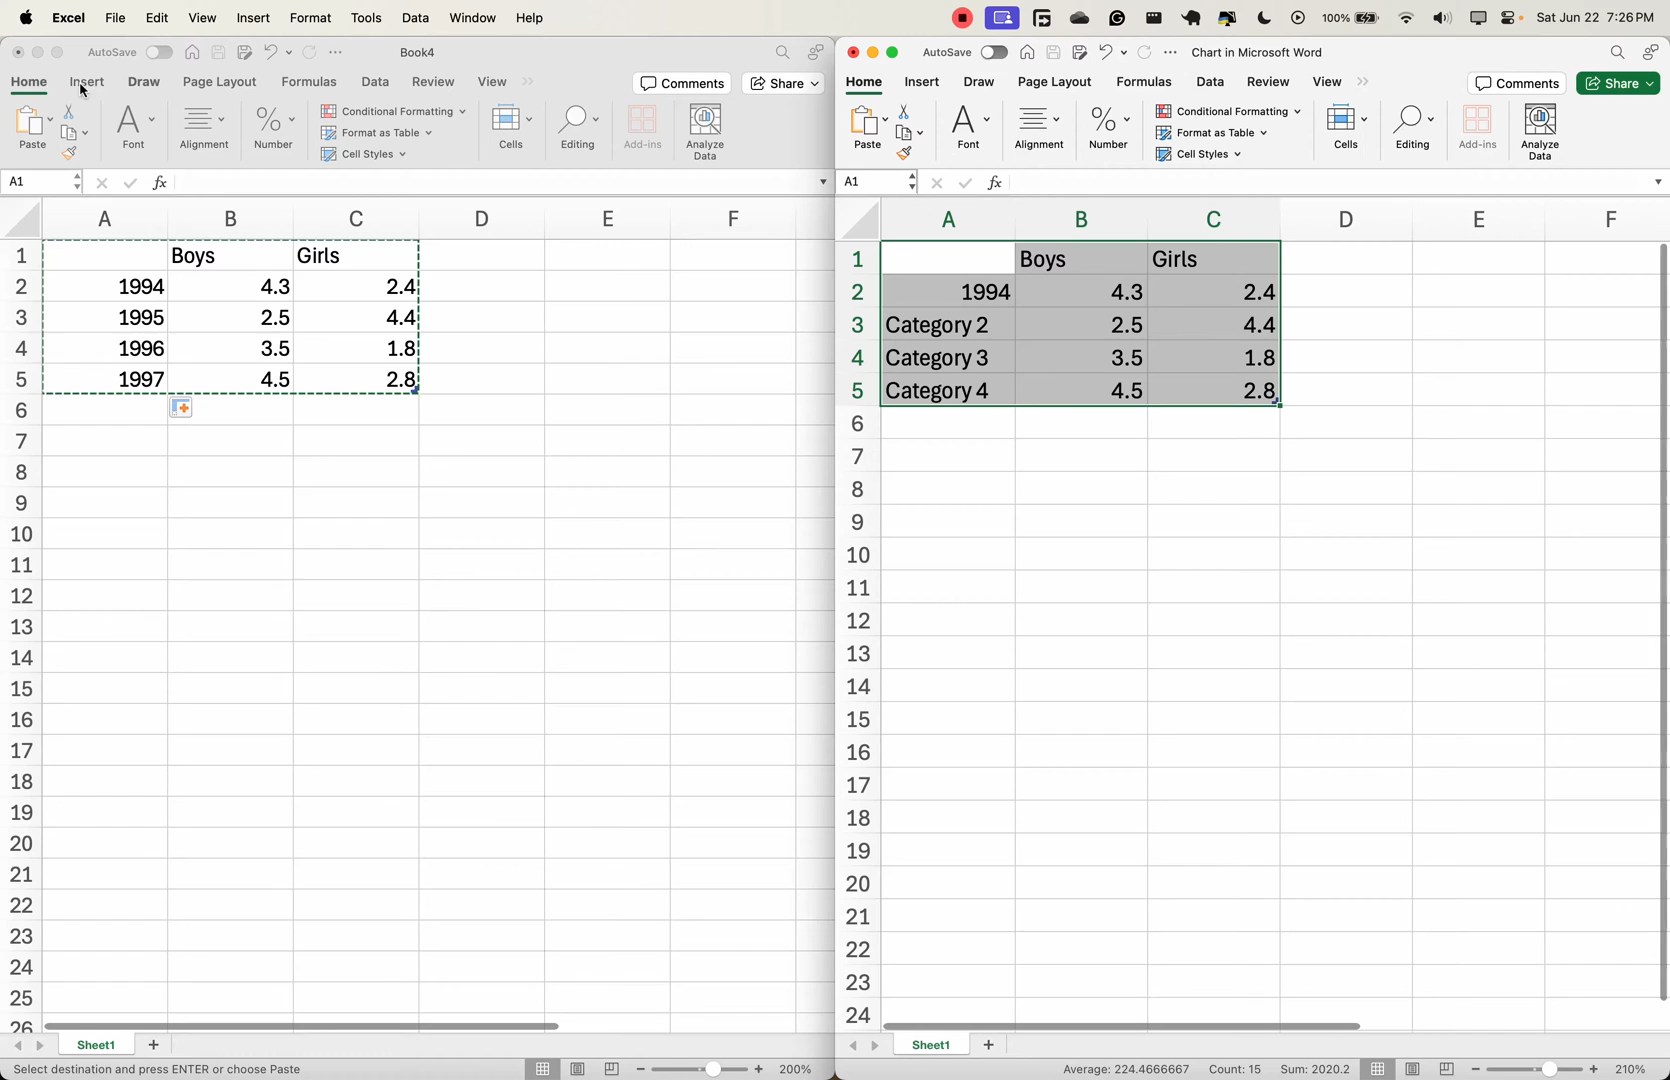 Excel File Edit View Insert Format Tools Data Window Help 100% Sat Jun 22 7:26 PM
AutoSave Book4
Home Insert Draw Page Layout Formulas Data Review View Comments Share
Paste Font Alignment Number Conditional Formatting Format as Table Cell Styles Cells Editing Add-ins Analyze Data
A1 fx
A B C D E F
1 Boys Girls
2 1994 4.3 2.4
3 1995 2.5 4.4
4 1996 3.5 1.8
5 1997 4.5 2.8
6
7
8
9
10
11
12
13
14
15
16
17
18
19
20
21
22
23
24
25
26
Sheet1
Select destination and press ENTER or choose Paste 200%
AutoSave Chart in Microsoft Word
Home Insert Draw Page Layout Formulas Data Review View Comments Share
Paste Font Alignment Number Conditional Formatting Format as Table Cell Styles Cells Editing Add-ins Analyze Data
A1 fx
A B C D E F
1 Boys Girls
2 1994 4.3 2.4
3 Category 2 2.5 4.4
4 Category 3 3.5 1.8
5 Category 4 4.5 2.8
6
7
8
9
10
11
12
13
14
15
16
17
18
19
20
21
22
23
24
Sheet1
Average: 224.4666667 Count: 15 Sum: 2020.2 210%